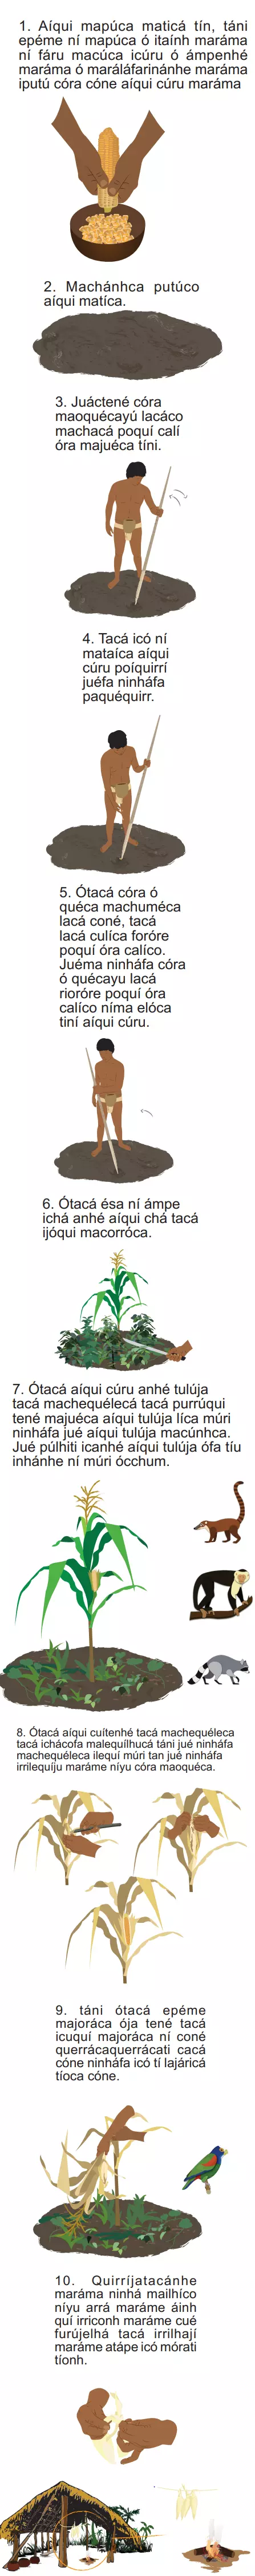 1. Aíqui mapúca maticá tín, táni
epéme ní mapúca ó itaính maráma
ní fáru macúca icúru ó ámpenhé
maráma ó maráláfarinánhe maráma
iputú córa cóne aíqui cúru maráma
2. Machánhca putúco
aíqui matíca.
3. Juáctené córa
maoquécayú lacáco
machacá poquí calí
óra majuéca tíni.
4. Tacá icó ní
mataíca aíqui
cúru poíquirrí
juéfa ninháfa
paquéquirr.
5. Ótacá córa ó
quéca machuméca
lacá coné, tacá
lacá culíca foróre
poquí óra calíco.
Juéma ninháfa córa
ó quécayu lacá
rioróre poquí óra
calíco níma elóca
tiní aíqui cúru.
6. Ótacá ésa ní ámpe
ichá anhé aíqui chá tacá
ijóqui macorróca.
7. Ótacá aíqui cúru anhé tulúja
tacá machequélecá tacá purrúqui
tené majuéca aíqui tulúja líca múri
ninháfa jué aíqui tulúja macúnhca.
Jué púlhiti icanhé aíqui tulúja ófa tíu
inhánhe ní múri ócchum.
8. Ótacá aíqui cuítenhé tacá machequéleca
tacá ichácofa malequílhucá táni jué ninháfa
machequéleca ilequí múri tan jué ninháfa
irrilequíju maráme níyu córa maoquéca.
9. táni ótacá epéme
majoráca ója tené tacá
icuquí majoráca ní coné
querrácaquerrácati cacá
cóne ninháfa icó tí lajáricá
tíoca cóne.
10. Quirríjatacánhe
maráma ninhá mailhíco
níyu arrá maráme áinh
quí irriconh maráme cué
furújelhá tacá irrilhají
maráme atápe icó mórati
tíonh.